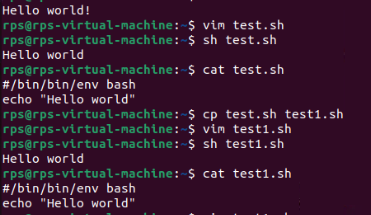 Hello world!
rps@rps-virtual-machine:~$ vim test.sh
rps@rps-virtual-machine:~$ sh test.sh
Hello world
rps@rps-virtual-machine:~$ cat test.sh
#/bin/bin/env bash
echo "Hello world"
rps@rps-virtual-machine:~$ cp test.sh test1.sh
rps@rps-virtual-machine:~$ vim test1.sh
rps@rps-virtual-machine:~$ sh test1.sh
Hello world
rps@rps-virtual-machine:~$ cat test1.sh
#/bin/bin/env bash
echo "Hello world"